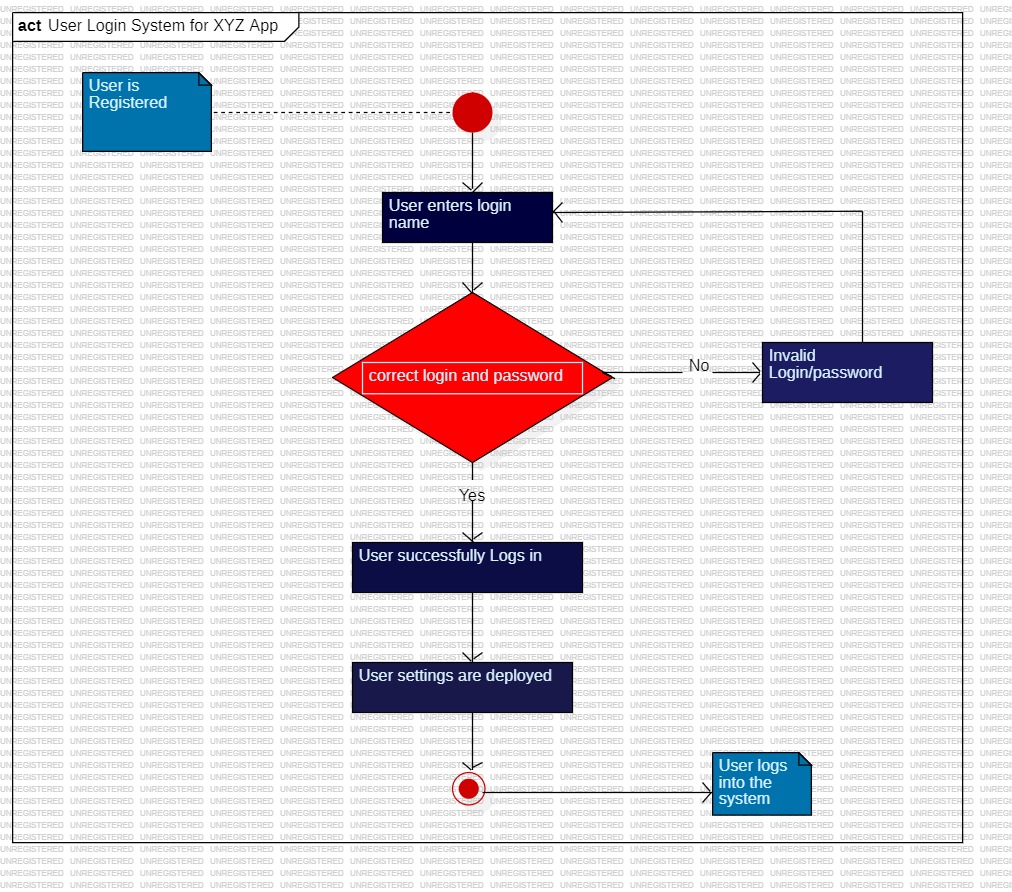 act User Login System for XYZ App
User is
Registered
User enters login
name
correct login and password
No
Invalid
Login/password
Yes
User successfully Logs in
User settings are deployed
User logs
into the
system
UNREGISTERED